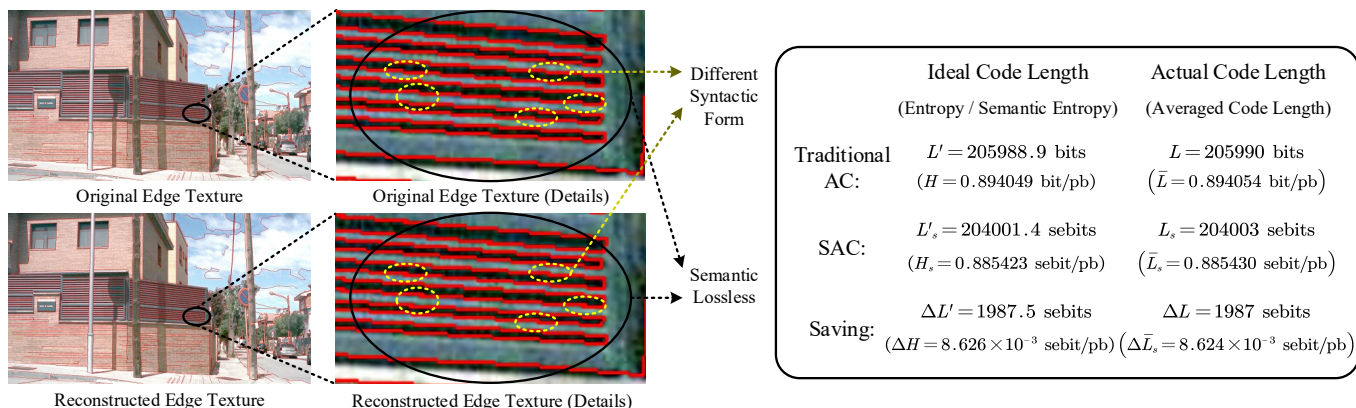 Original Edge Texture
Original Edge Texture (Details)
Reconstructed Edge Texture
Reconstructed Edge Texture (Details)
Different
Syntactic
Form
Semantic
Lossless
Ideal Code Length
Actual Code Length
(Entropy / Semantic Entropy)
(Averaged Code Length)
Traditional
AC:
L′ = 205988.9 bits
L = 205990 bits
(H = 0.894049 bit/pb)
(L̄ = 0.894054 bit/pb)
SAC:
L′ₛ = 204001.4 sebits
Lₛ = 204003 sebits
(Hₛ = 0.885423 sebit/pb)
(L̄ₛ = 0.885430 sebit/pb)
Saving:
ΔL′ = 1987.5 sebits
ΔL = 1987 sebits
(ΔH = 8.626 × 10⁻³ sebit/pb)
(ΔL̄ₛ = 8.624 × 10⁻³ sebit/pb)